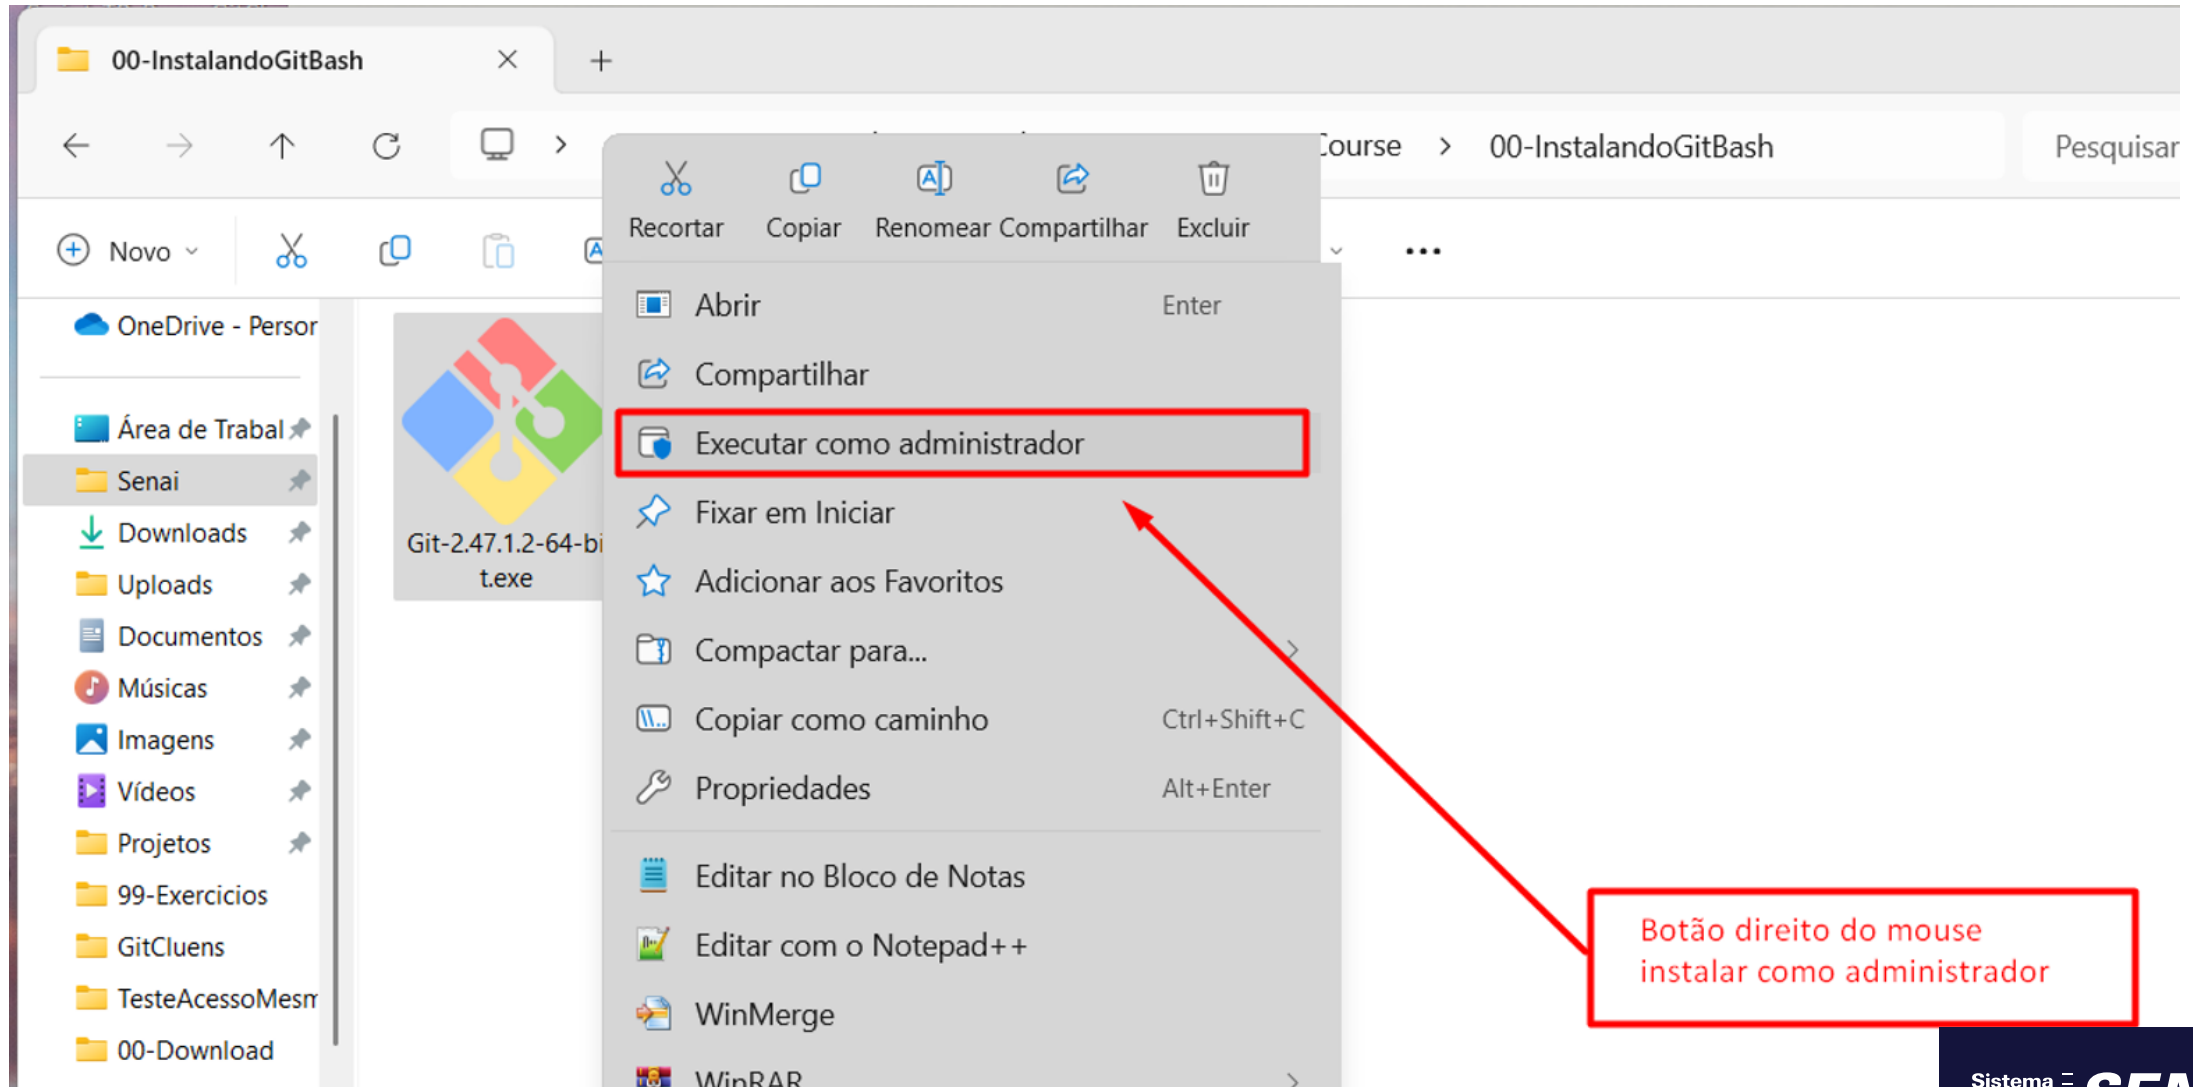 00-InstalandoGitBash
Course > 00-InstalandoGitBash
Pesquisar
Novo
Recortar Copiar Renomear Compartilhar Excluir
OneDrive - Person
Área de Trabal
Senai
Downloads
Uploads
Documentos
Músicas
Imagens
Vídeos
Projetos
99-Exercicios
GitCluens
TesteAcessoMesm
00-Download
Git-2.47.1.2-64-bi
t.exe
Abrir Enter
Compartilhar
Executar como administrador
Fixar em Iniciar
Adicionar aos Favoritos
Compactar para...
Copiar como caminho Ctrl+Shift+C
Propriedades Alt+Enter
Editar no Bloco de Notas
Editar com o Notepad++
WinMerge
WinRAR
Botão direito do mouse
instalar como administrador
Sistema